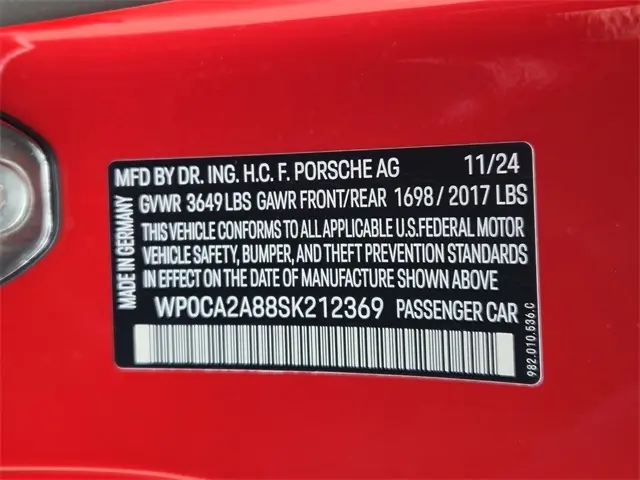 MFD BY DR. ING. H.C. F. PORSCHE AG 11/24
GVWR 3649 LBS GAWR FRONT/REAR 1698 / 2017 LBS
THIS VEHICLE CONFORMS TO ALL APPLICABLE U.S. FEDERAL MOTOR
VEHICLE SAFETY, BUMPER, AND THEFT PREVENTION STANDARDS
IN EFFECT ON THE DATE OF MANUFACTURE SHOWN ABOVE
WP0CA2A88SK212369 PASSENGER CAR
MADE IN GERMANY
982.010.536.C